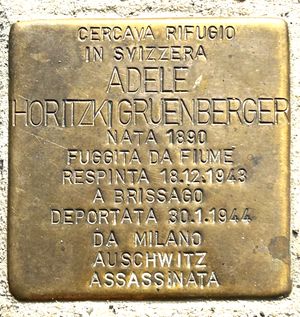 CERCAVA RIFUGIO
IN SVIZZERA
ADELE
HORITZKI GRUENBERGER
NATA 1890
FUGGITA DA FIUME
RESPINTA 18.12.1943
A BRISSAGO
DEPORTATA 30.1.1944
DA MILANO
AUSCHWITZ
ASSASSINATA